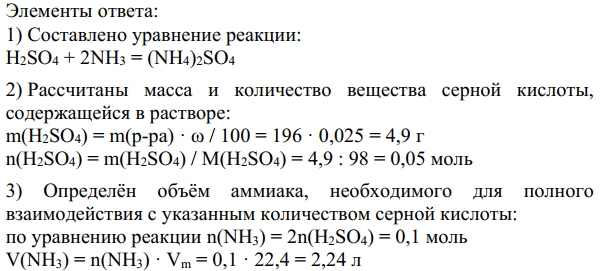 Элементы ответа:
1) Составлено уравнение реакции:
H2SO4 + 2NH3 = (NH4)2SO4
2) Рассчитаны масса и количество вещества серной кислоты,
содержащейся в растворе:
m(H2SO4) = m(р-ра) · ω / 100 = 196 · 0,025 = 4,9 г
n(H2SO4) = m(H2SO4) / M(H2SO4) = 4,9 : 98 = 0,05 моль
3) Определён объём аммиака, необходимого для полного
взаимодействия с указанным количеством серной кислоты:
по уравнению реакции n(NH3) = 2n(H2SO4) = 0,1 моль
V(NH3) = n(NH3) · Vm = 0,1 · 22,4 = 2,24 л